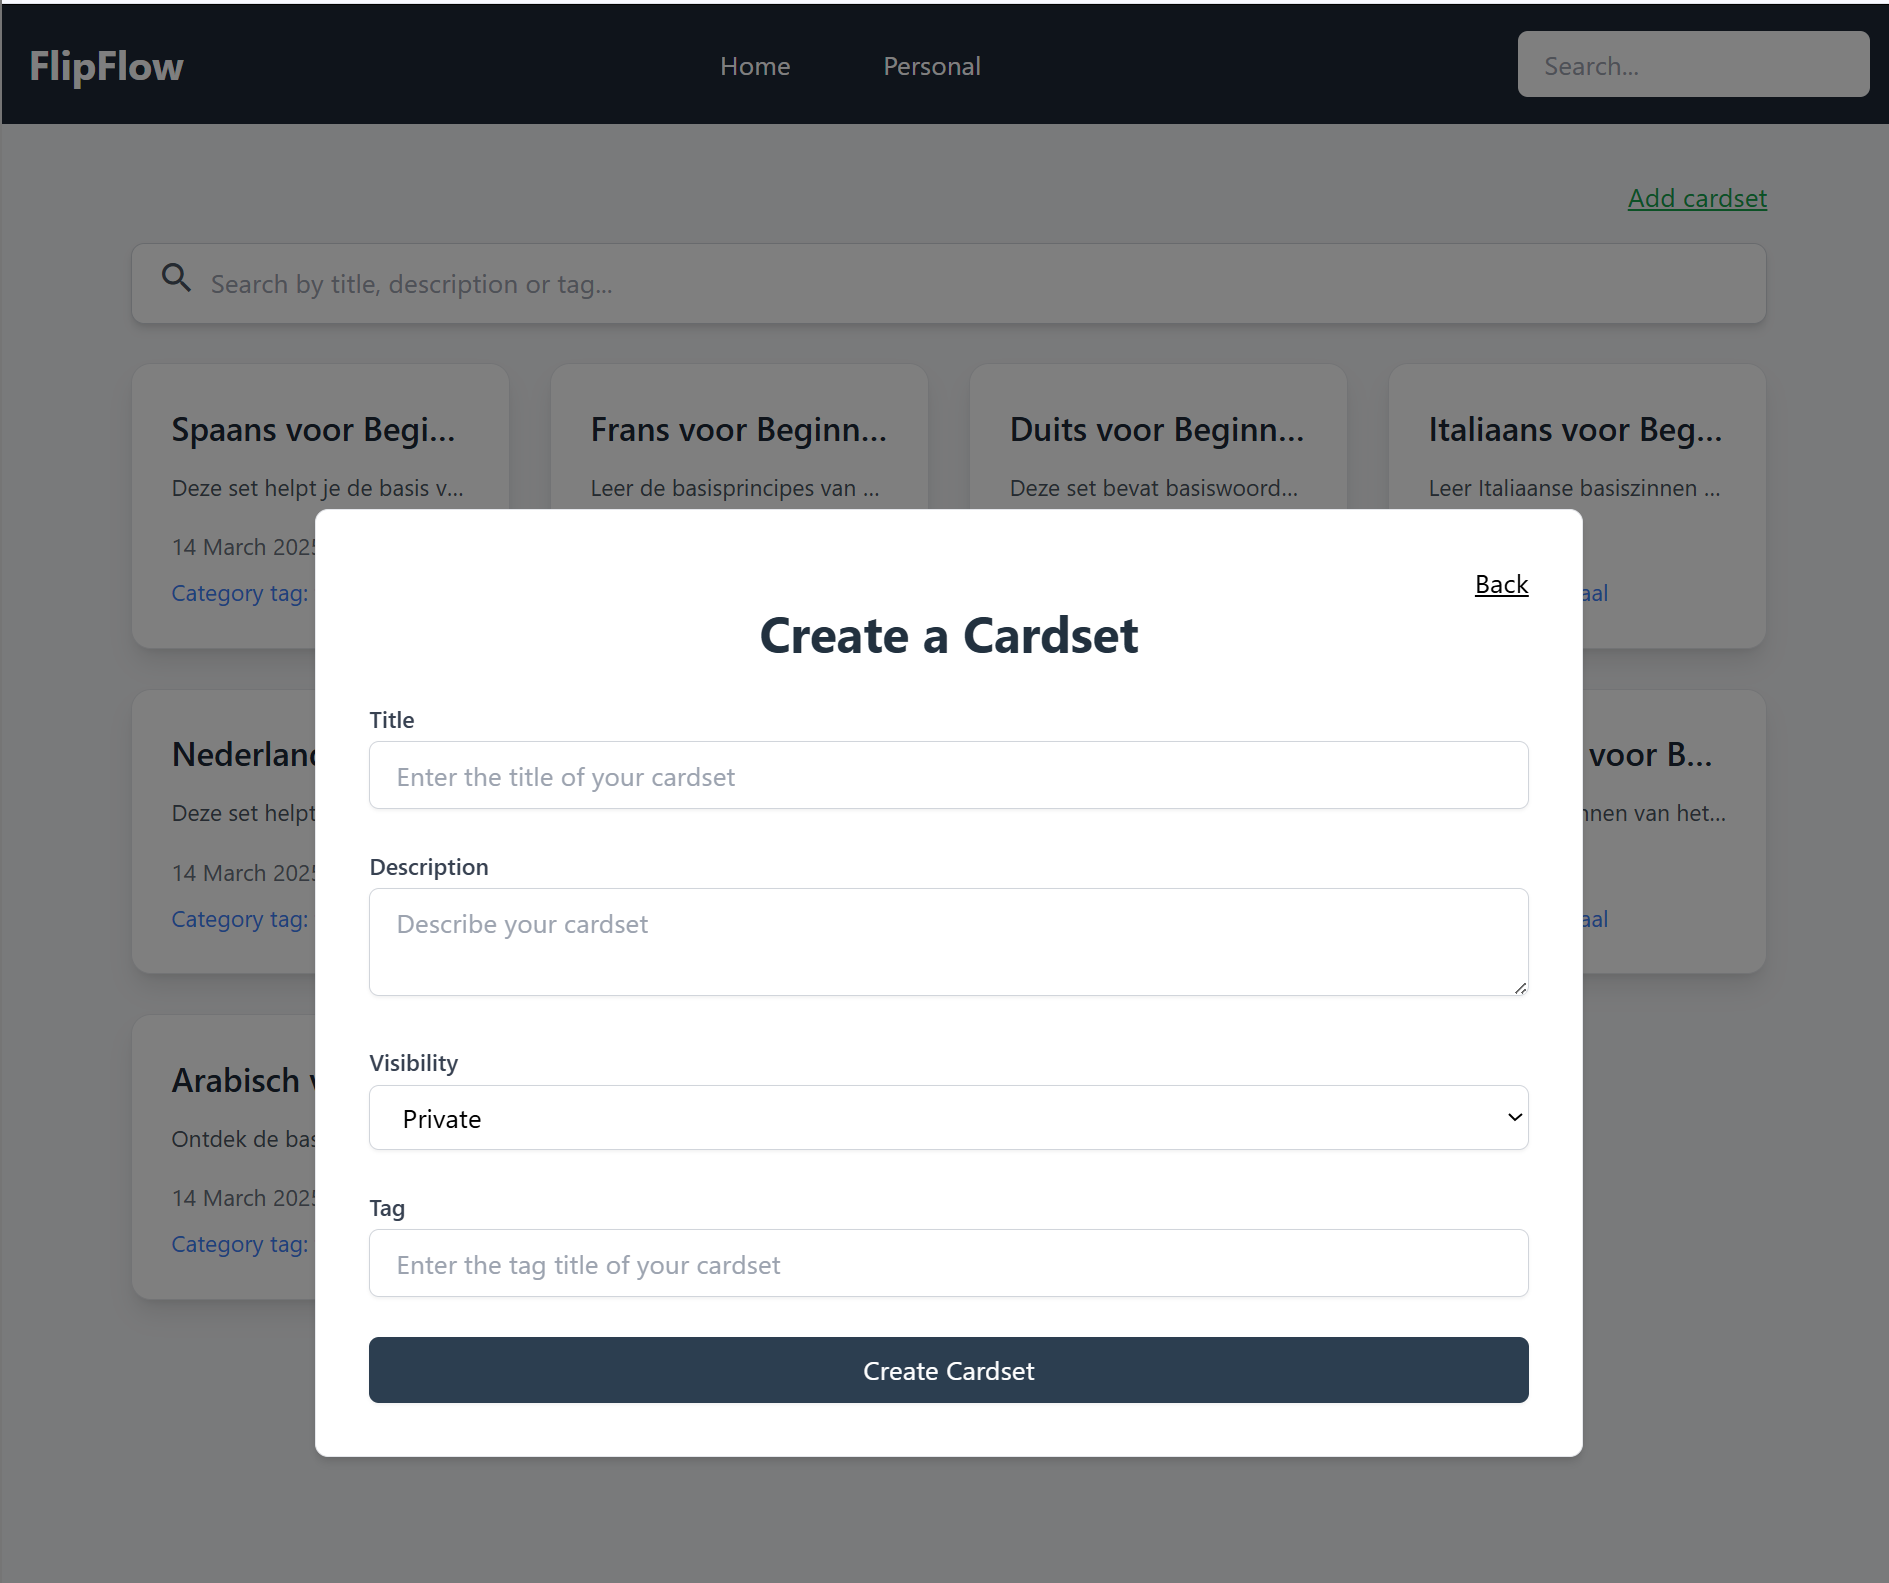 FlipFlow
Home
Personal
Search...
Add cardset
Search by title, description or tag...
Spaans voor Begi...
Deze set helpt je de basis v...
14 March 2025
Category tag:
Frans voor Beginn...
Leer de basisprincipes van ...
Duits voor Beginn...
Deze set bevat basiswoord...
Italiaans voor Beg...
Leer Italiaanse basiszinnen ...
aal
Nederland
Deze set helpt
14 March 2025
Category tag:
voor B...
nnen van het...
aal
Arabisch v
Ontdek de bas
14 March 2025
Category tag:
Back
Create a Cardset
Title
Enter the title of your cardset
Description
Describe your cardset
Visibility
Private
Tag
Enter the tag title of your cardset
Create Cardset